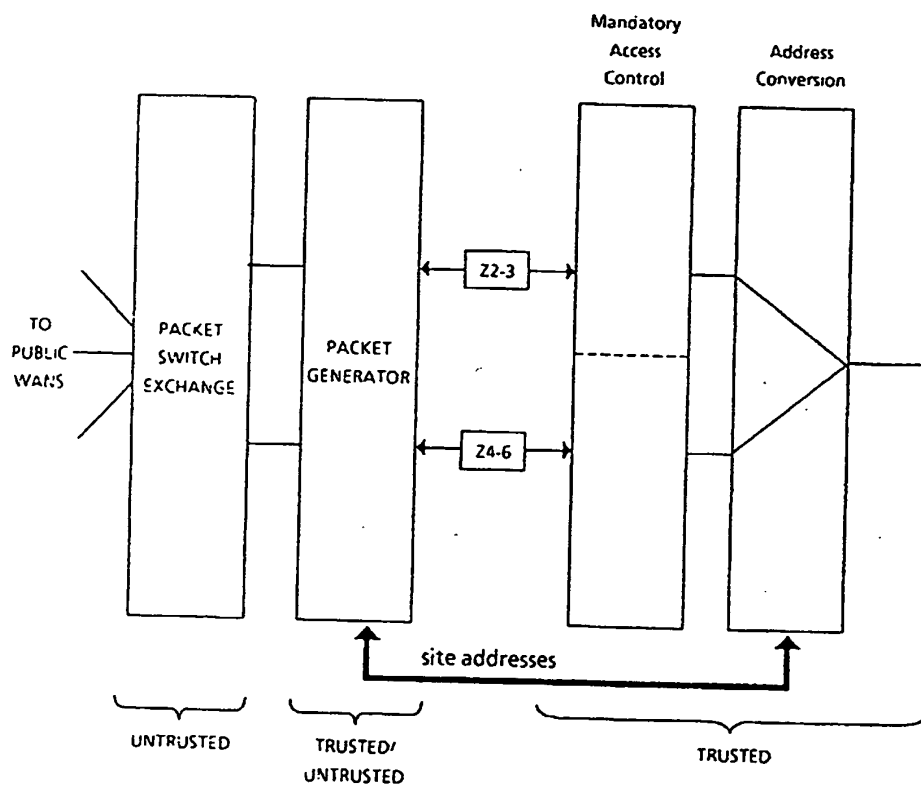 Mandatory
Access
Control
Address
Conversion
TO
PUBLIC
WANS
PACKET
SWITCH
EXCHANGE
PACKET
GENERATOR
Z2-3
Z4-6
site addresses
UNTRUSTED
TRUSTED/
UNTRUSTED
TRUSTED